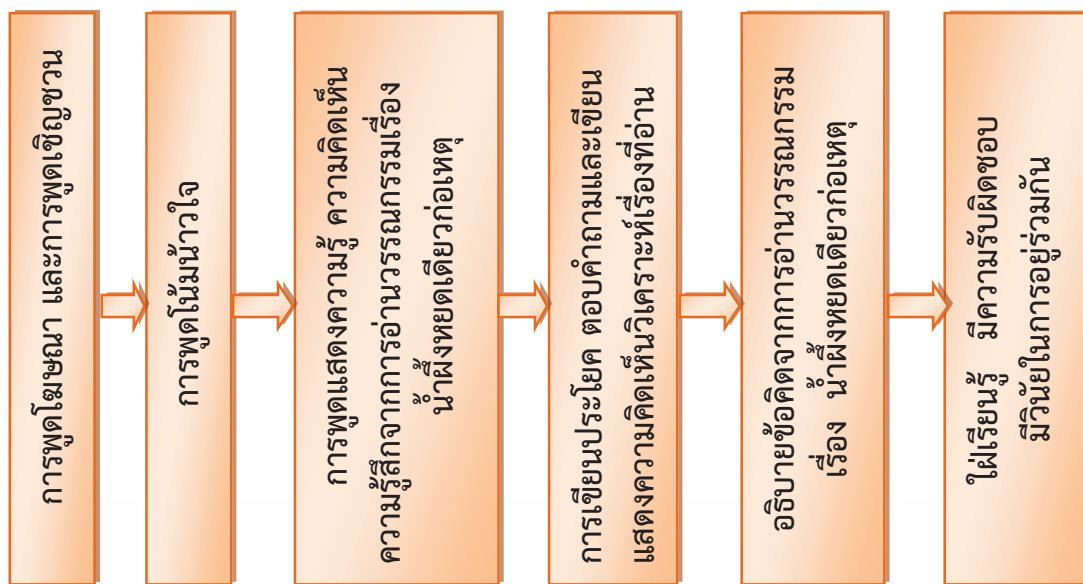 การพูดโฆษณา และการพูดเชิญชวน
การพูดโน้มน้าวใจ
การพูดแสดงความรู้ ความคิดเห็น
ความรู้สึกจากการอ่านวรรณกรรมเรื่อง
น้ำผึ้งหยดเดียวก่อเหตุ
การเขียนประโยค ตอบคำถามและเขียน
แสดงความคิดเห็นวิเคราะห์เรื่องที่อ่าน
อธิบายข้อคิดจากการอ่านวรรณกรรม
เรื่อง น้ำผึ้งหยดเดียวก่อเหตุ
ใฝ่เรียนรู้ มีความรับผิดชอบ
มีวินัยในการอยู่ร่วมกัน